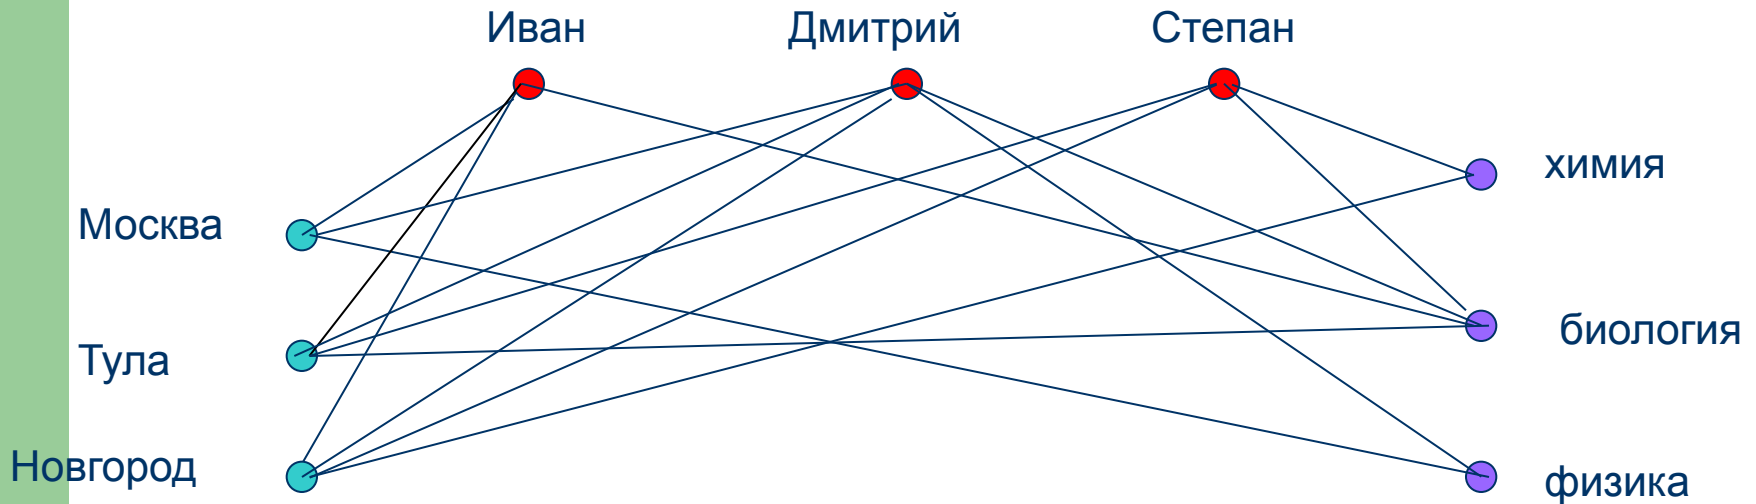 Иван
Дмитрий
Степан
химия
Москва
биология
Тула
Новгород
физика